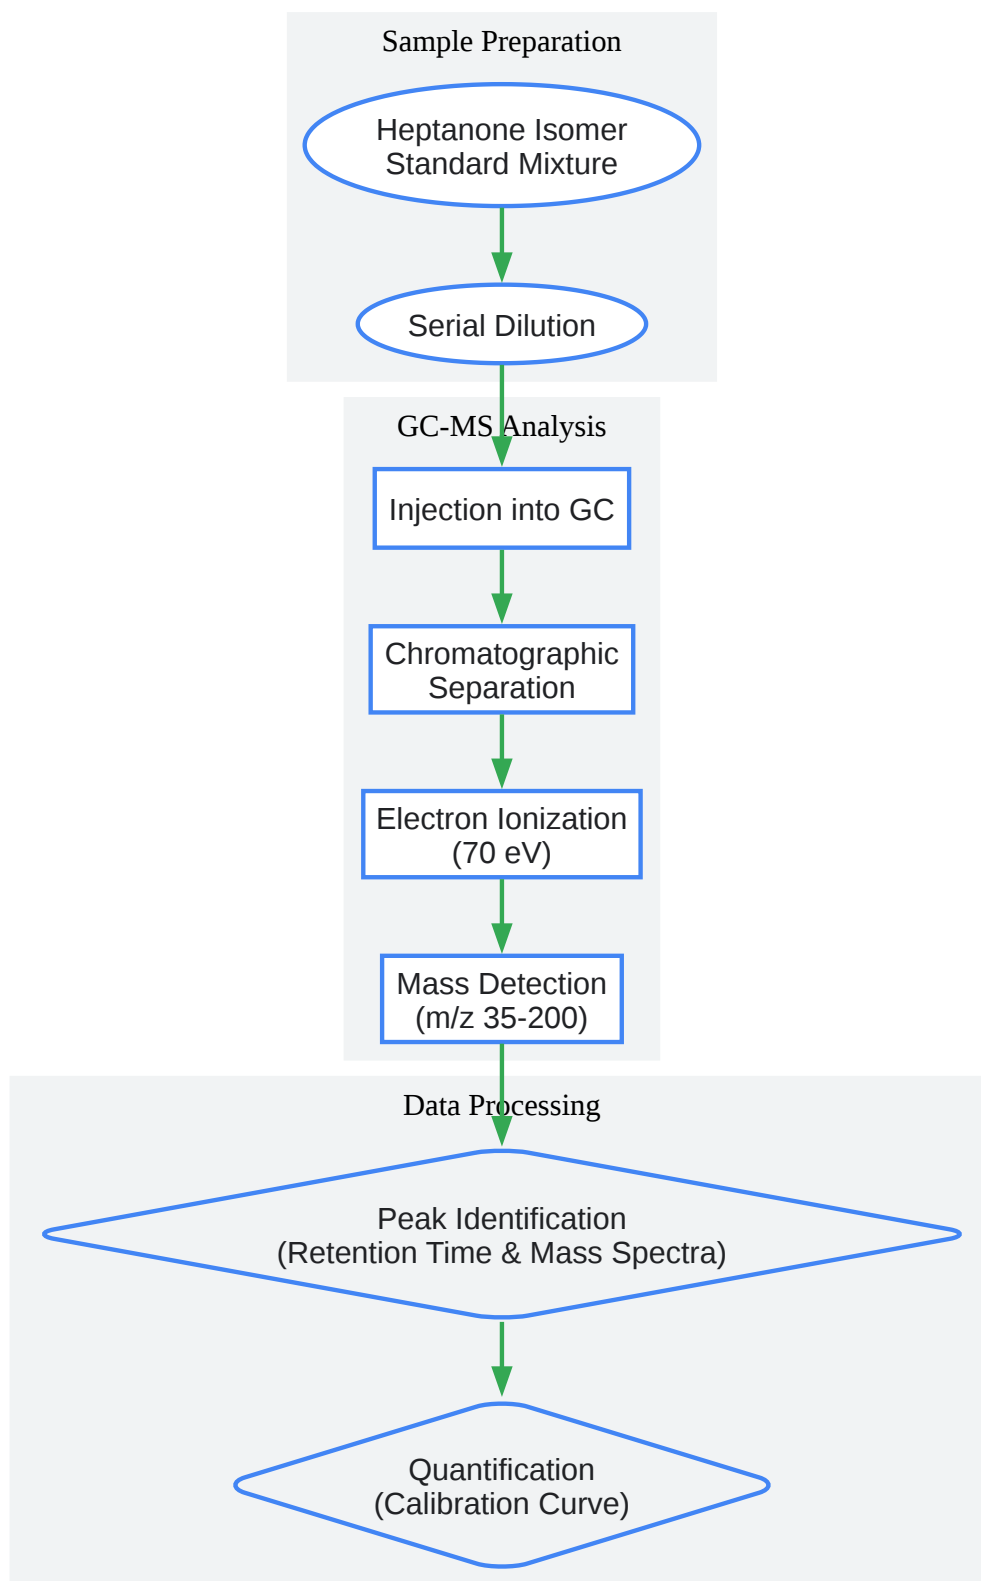 Sample Preparation
Heptanone Isomer
Standard Mixture
Serial Dilution
GC-MS Analysis
Injection into GC
Chromatographic
Separation
Electron Ionization
(70 eV)
Mass Detection
(m/z 35-200)
Data Processing
Peak Identification
(Retention Time & Mass Spectra)
Quantification
(Calibration Curve)